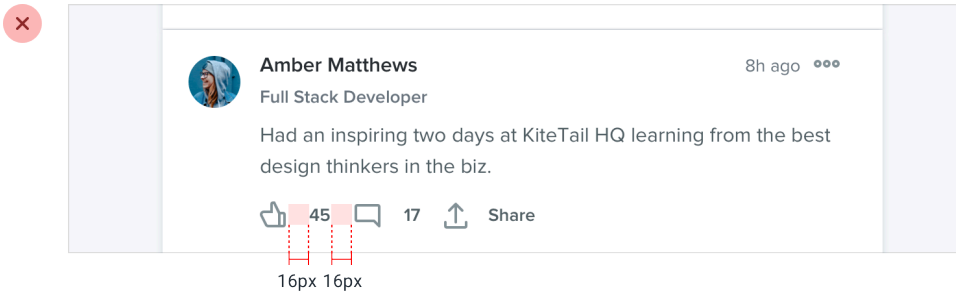 Amber Matthews
8h ago
Full Stack Developer
Had an inspiring two days at KiteTail HQ learning from the best
design thinkers in the biz.
45 17 Share
16px 16px